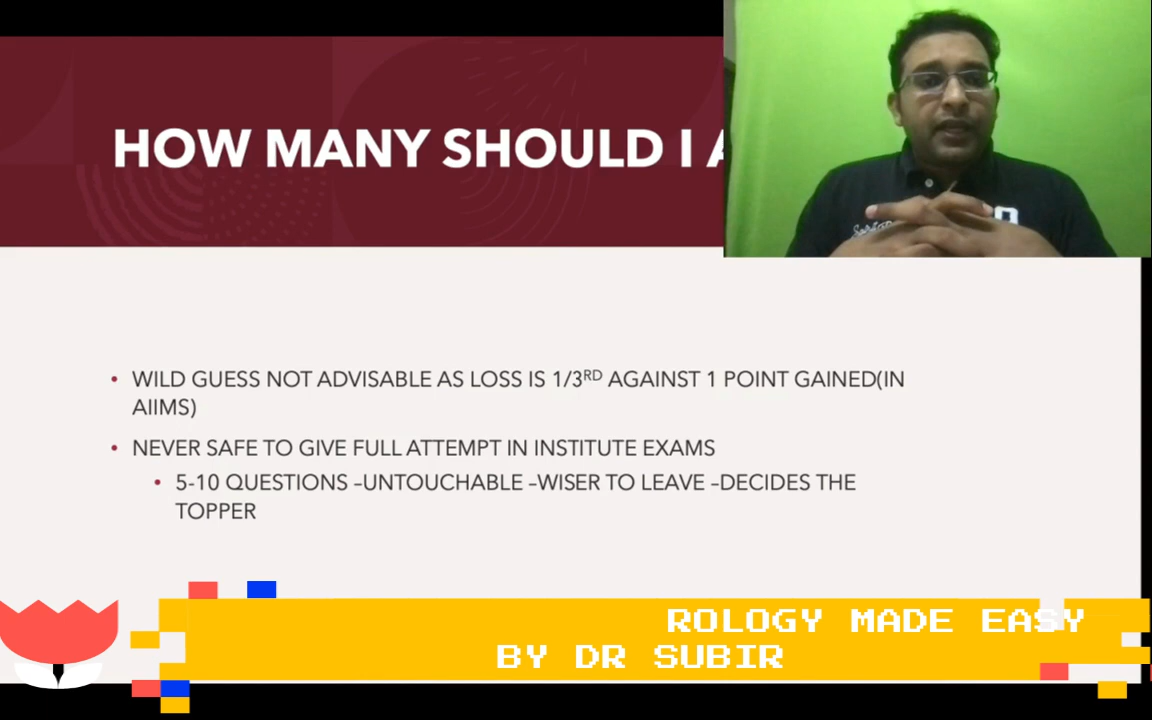 HOW MANY SHOULD I
• WILD GUESS NOT ADVISABLE AS LOSS IS 1/3RD AGAINST 1 POINT GAINED(IN
AIIMS)
• NEVER SAFE TO GIVE FULL ATTEMPT IN INSTITUTE EXAMS
• 5-10 QUESTIONS –UNTOUCHABLE –WISER TO LEAVE –DECIDES THE
TOPPER
ROLOGY MADE EASY
BY DR SUBIR